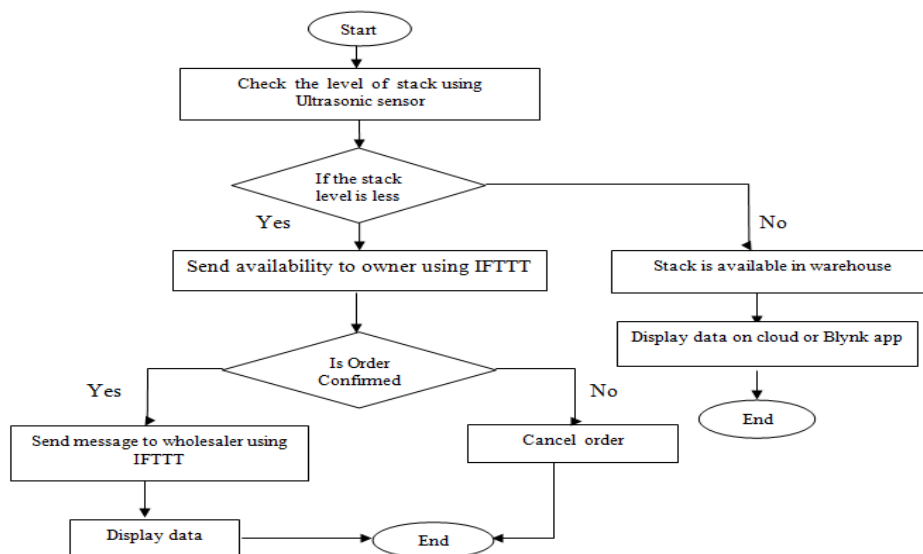 Start
Check the level of stack using
Ultrasonic sensor
If the stack
level is less
Yes
No
Send availability to owner using IFTTT
Stack is available in warehouse
Display data on cloud or Blynk app
Is Order
Confirmed
Yes
No
End
Send message to wholesaler using
IFTTT
Cancel order
Display data
End